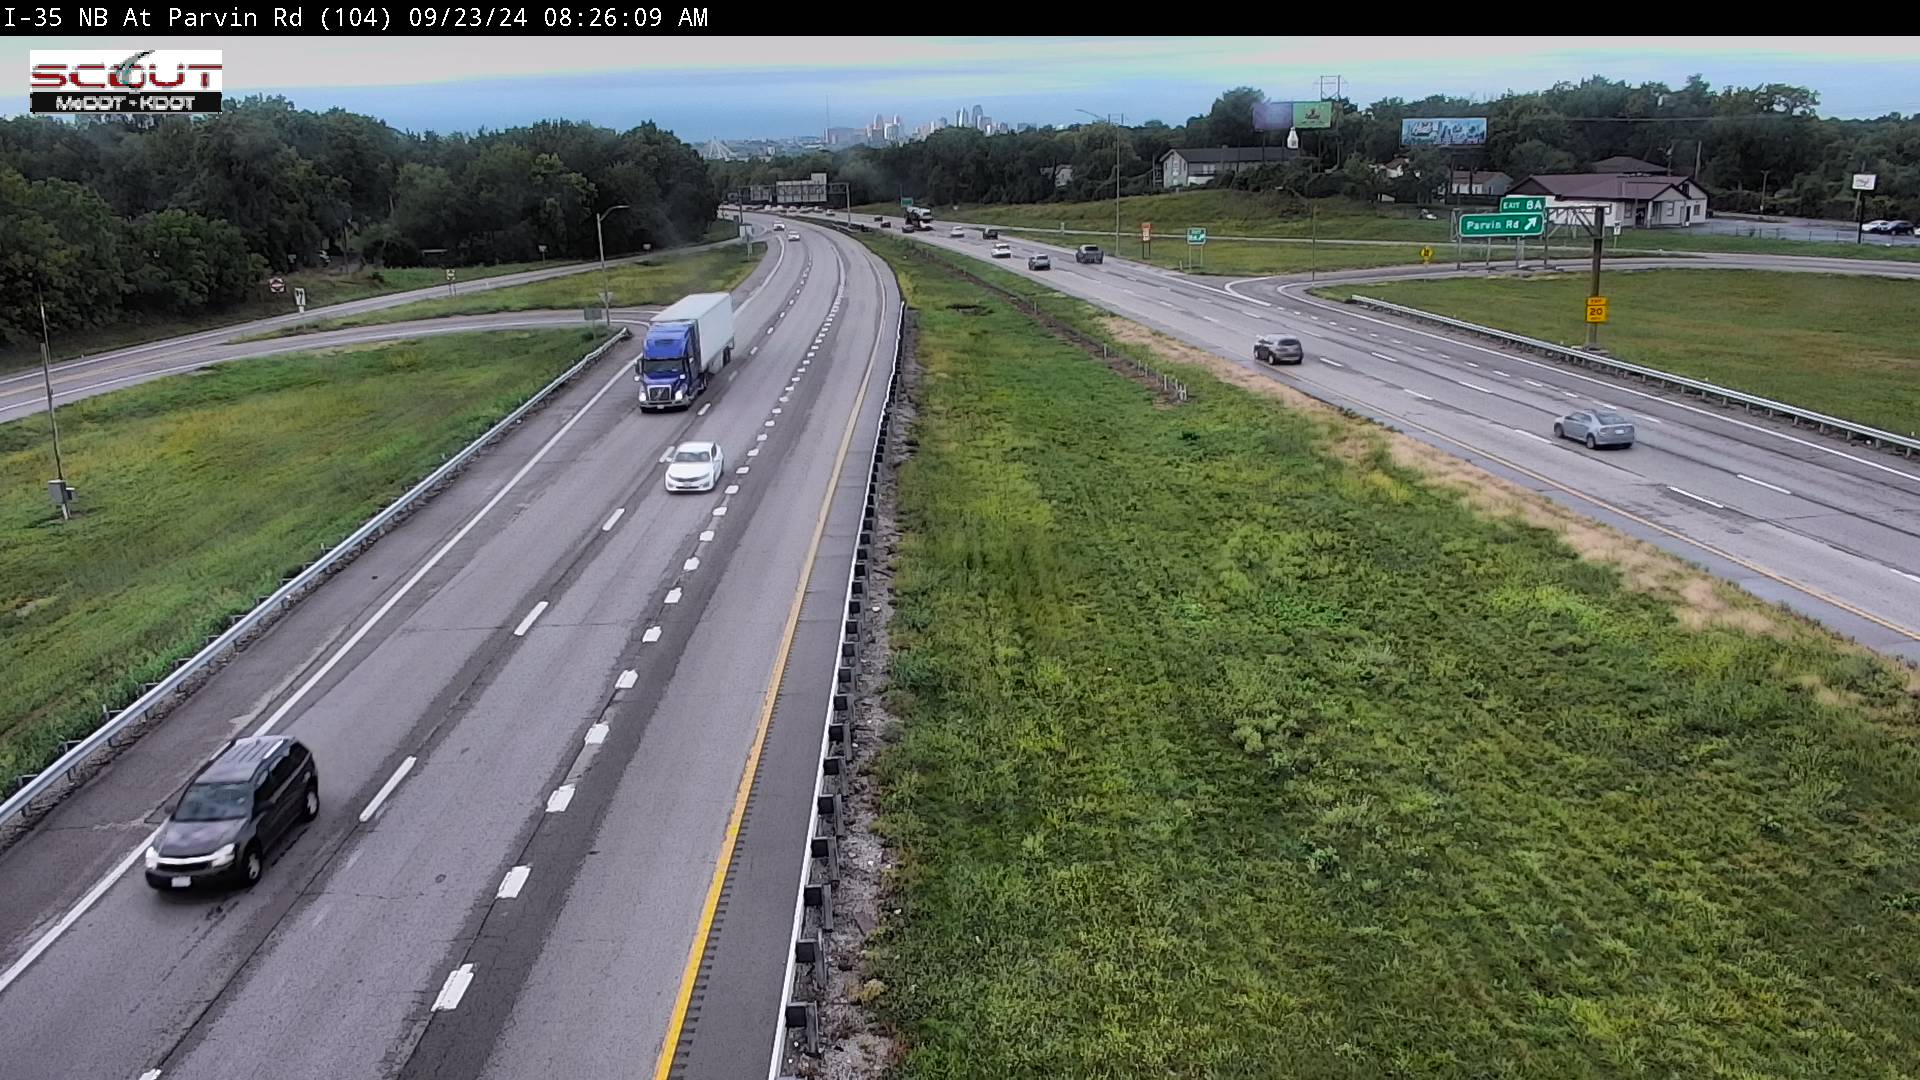 I-35 NB At Parvin Rd (104) 09/23/24 08:26:09 AM
SCOUT
MoDOT - KDOT
EXIT 8A
Parvin Rd
EXIT
20